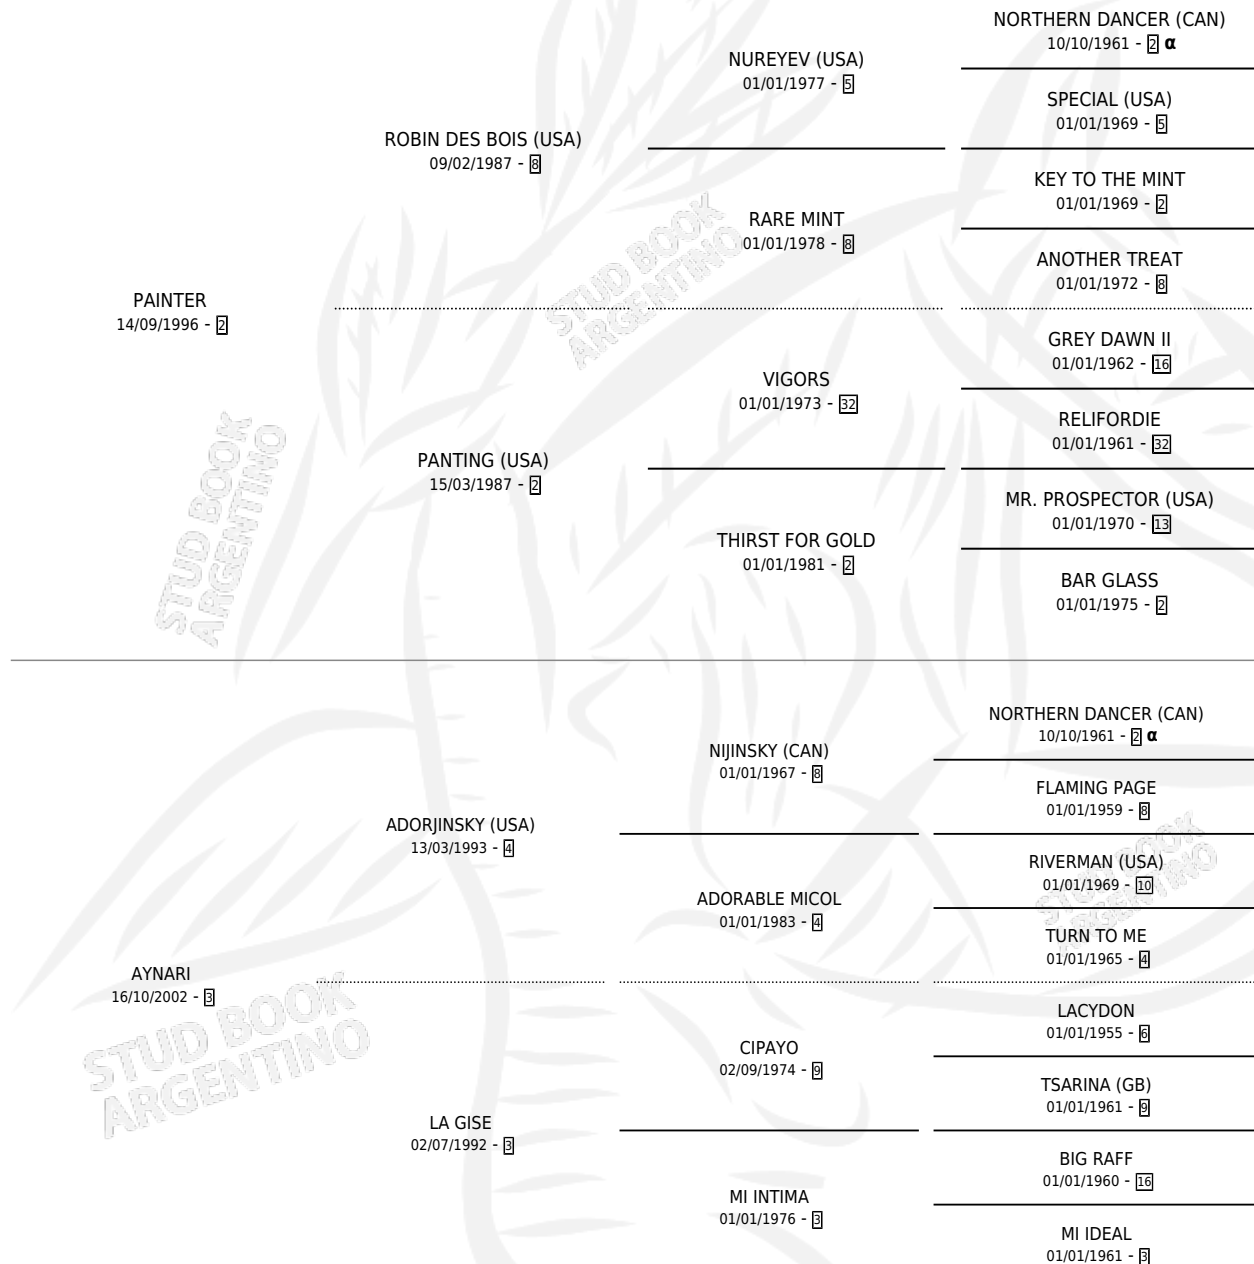 NORTHERN DANCER (CAN)
10/10/1961 - 2 α
NUREYEV (USA)
01/01/1977 - 5
SPECIAL (USA)
01/01/1969 - 5
ROBIN DES BOIS (USA)
09/02/1987 - 8
KEY TO THE MINT
01/01/1969 - 2
RARE MINT
01/01/1978 - 8
ANOTHER TREAT
01/01/1972 - 8
PAINTER
14/09/1996 - 2
GREY DAWN II
01/01/1962 - 16
VIGORS
01/01/1973 - 32
RELIFORDIE
01/01/1961 - 32
PANTING (USA)
15/03/1987 - 2
MR. PROSPECTOR (USA)
01/01/1970 - 13
THIRST FOR GOLD
01/01/1981 - 2
BAR GLASS
01/01/1975 - 2
STUD BOOK
ARGENTINO
STUD BOOK
ARGENTINO
NORTHERN DANCER (CAN)
10/10/1961 - 2 α
NIJINSKY (CAN)
01/01/1967 - 8
FLAMING PAGE
01/01/1959 - 8
ADORJINSKY (USA)
13/03/1993 - 4
RIVERMAN (USA)
01/01/1969 - 10
ADORABLE MICOL
01/01/1983 - 4
TURN TO ME
01/01/1965 - 4
AYNARI
16/10/2002 - 3
LACYDON
01/01/1955 - 6
CIPAYO
02/09/1974 - 9
TSARINA (GB)
01/01/1961 - 9
LA GISE
02/07/1992 - 3
BIG RAFF
01/01/1960 - 16
MI INTIMA
01/01/1976 - 3
MI IDEAL
01/01/1961 - 3
STUD BOOK
ARGENTINO
STUD BOOK
ARGENTINO